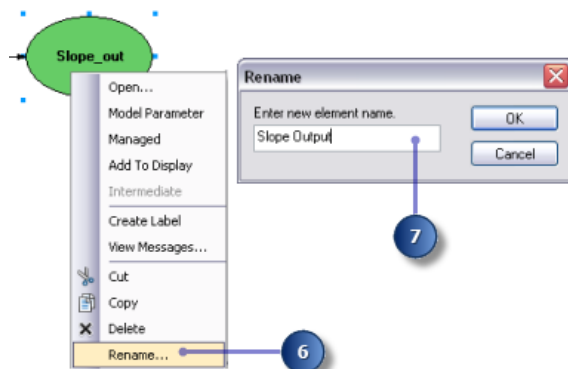 Slope_out
Open...
Model Parameter
Managed
Add To Display
Intermediate
Create Label
View Messages...
Cut
Copy
Delete
Rename...
6
Rename
Enter new element name.
Slope Output
OK
Cancel
7